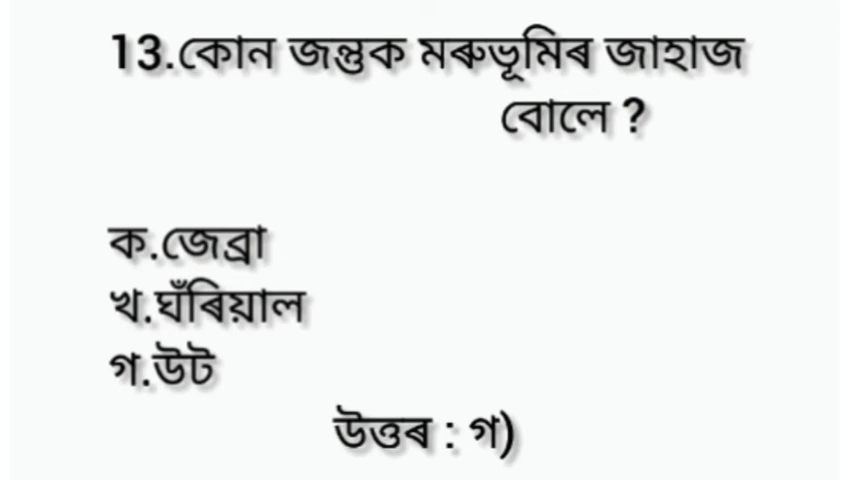 13.কোন জন্তুক মৰুভূমিৰ জাহাজ
বোলে ?
ক.জেব্ৰা
খ.ঘঁৰিয়াল
গ.উট
উত্তৰ : গ)